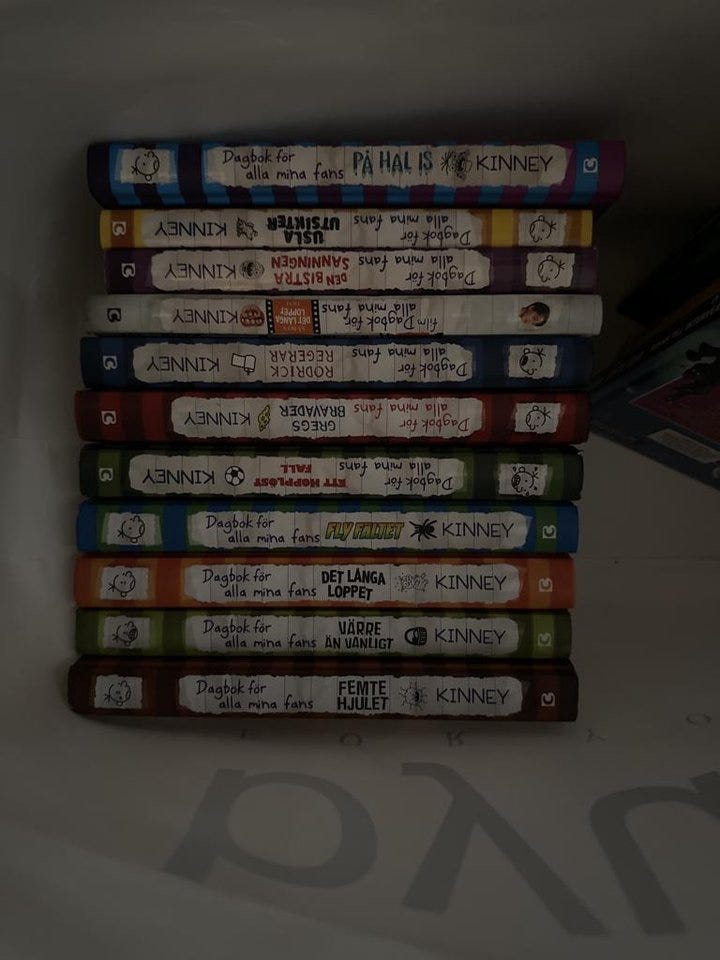 Dagbok för
alla mina fans
PÅ HAL IS
KINNEY
Dagbok för
alla mina fans
USLA
UTSIKTER
KINNEY
Dagbok för
alla mina fans
DEN BISTRA
SANNINGEN
KINNEY
film Dagbok för
alla mina fans
DET LÅNGA
LOPPET
KINNEY
Dagbok för
alla mina fans
RODRICK
REGERAR
KINNEY
Dagbok för
alla mina fans
GREGS
BRAVADER
KINNEY
Dagbok för
alla mina fans
ETT HOPPLÖST
FALL
KINNEY
Dagbok för
alla mina fans
FLY FÄLTET
KINNEY
Dagbok för
alla mina fans
DET LÅNGA
LOPPET
KINNEY
Dagbok för
alla mina fans
VÄRRE
ÄN VANLIGT
KINNEY
Dagbok för
alla mina fans
FEMTE
HJULET
KINNEY